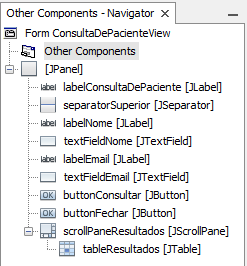 Other Components - Navigator
Form ConsultaDePacienteView
Other Components
[JPanel]
label labelConsultaDePaciente [JLabel]
separatorSuperior [JSeparator]
label labelNome [JLabel]
textFieldNome [JTextField]
label labelEmail [JLabel]
textFieldEmail [JTextField]
OK buttonConsultar [JButton]
OK buttonFechar [JButton]
scrollPaneResultados [JScrollPane]
tableResultados [JTable]